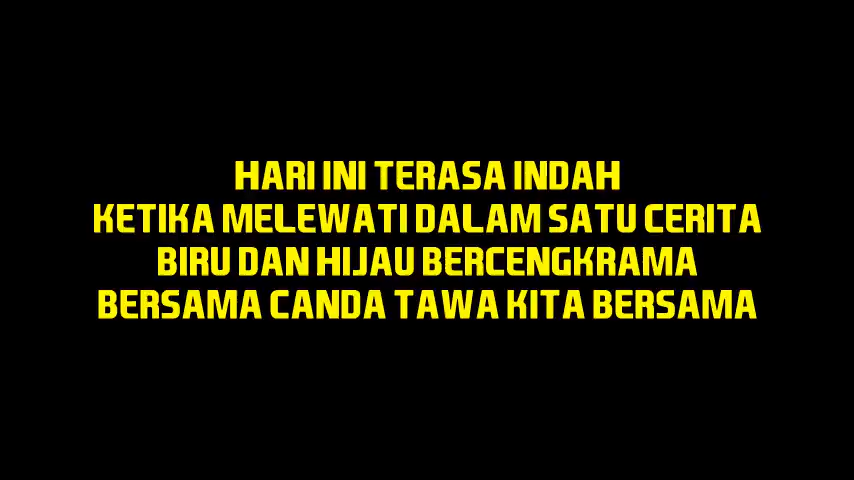 HARI INI TERASA INDAH
KETIKA MELEWATI DALAM SATU CERITA
BIRU DAN HIJAU BERCENGKRAMA
BERSAMA CANDA TAWA KITA BERSAMA